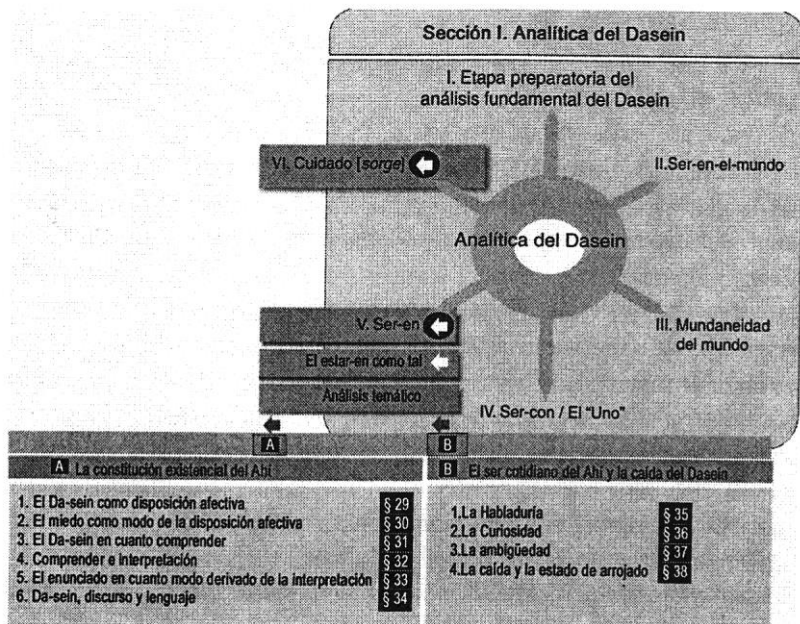 Sección I. Analítica del Dasein
I. Etapa preparatoria del
análisis fundamental del Dasein
VI. Cuidado [sorge]
II.Ser-en-el-mundo
Analítica del Dasein
V. Ser-en
El estar-en como tal
Análisis temático
III. Mundaneidad
del mundo
IV. Ser-con / El "Uno"
A
B
A La constitución existencial del Ahí
1. El Da-sein como disposición afectiva § 29
2. El miedo como modo de la disposición afectiva § 30
3. El Da-sein en cuanto comprender § 31
4. Comprender e interpretación § 32
5. El enunciado en cuanto modo derivado de la interpretación § 33
6. Da-sein, discurso y lenguaje § 34
B El ser cotidiano del Ahí y la caída del Dasein
1.La Habladuría § 35
2.La Curiosidad § 36
3.La ambigüedad § 37
4.La caída y la estado de arrojado § 38